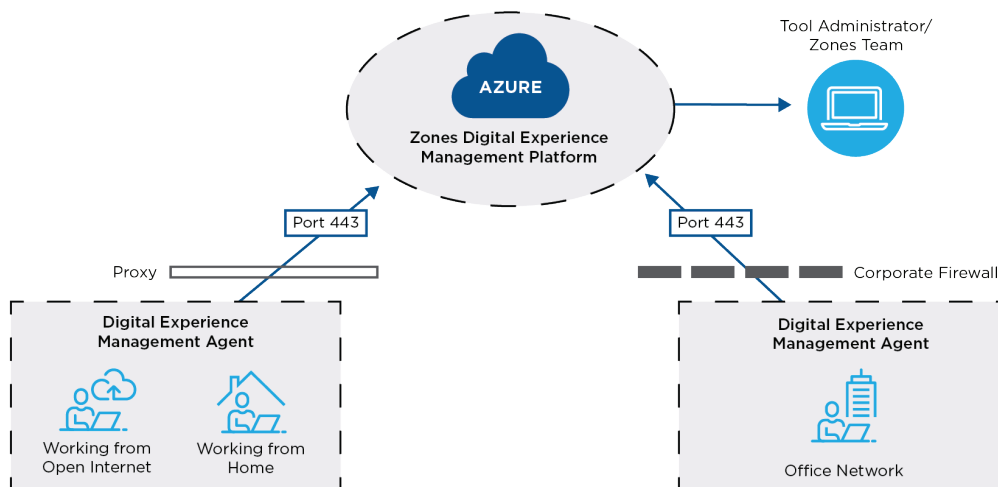 Tool Administrator/
Zones Team
AZURE
Zones Digital Experience
Management Platform
Port 443
Port 443
Proxy
Corporate Firewall
Digital Experience
Management Agent
Working from
Open Internet
Working from
Home
Digital Experience
Management Agent
Office Network